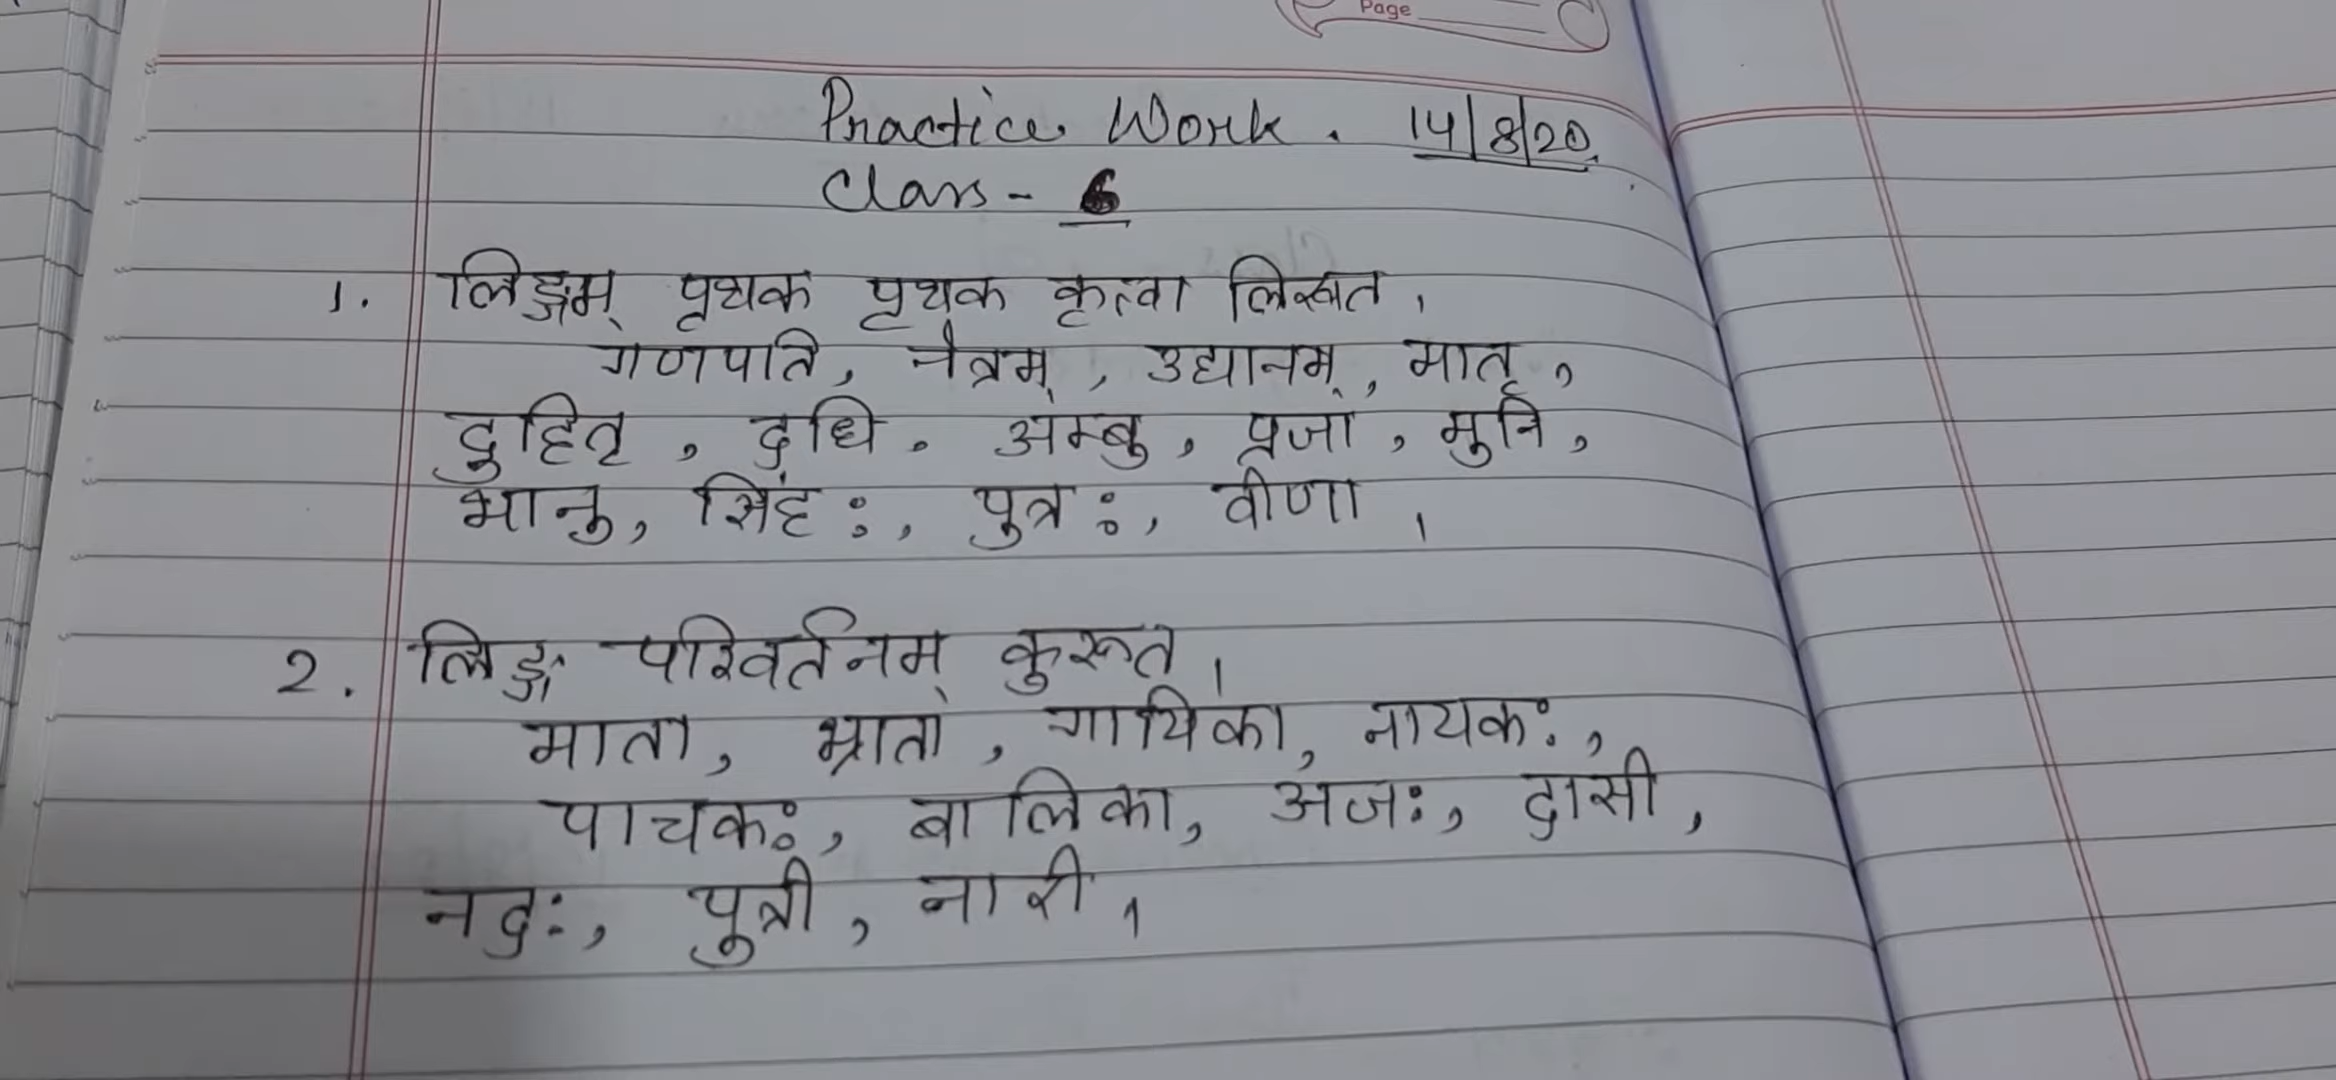 Page
Practice Work. 14/8/20.
Class - 6
1. लिङ्गम् पृथक पृथक कृत्वा लिखत ।
गणपति, नेत्रम्, उद्यानम्, मातृ,
दुहितृ, दधि, अम्बु, प्रजा, मुनि,
भानु, सिंहः, पुत्रः, वीणा ।
2. लिङ्ग परिवर्तनम् कुरुत ।
माता, भ्राता, गायिका, नायकः,
पाचकः, बालिका, अजः, दासी,
नदः, पुत्री, नारी ।